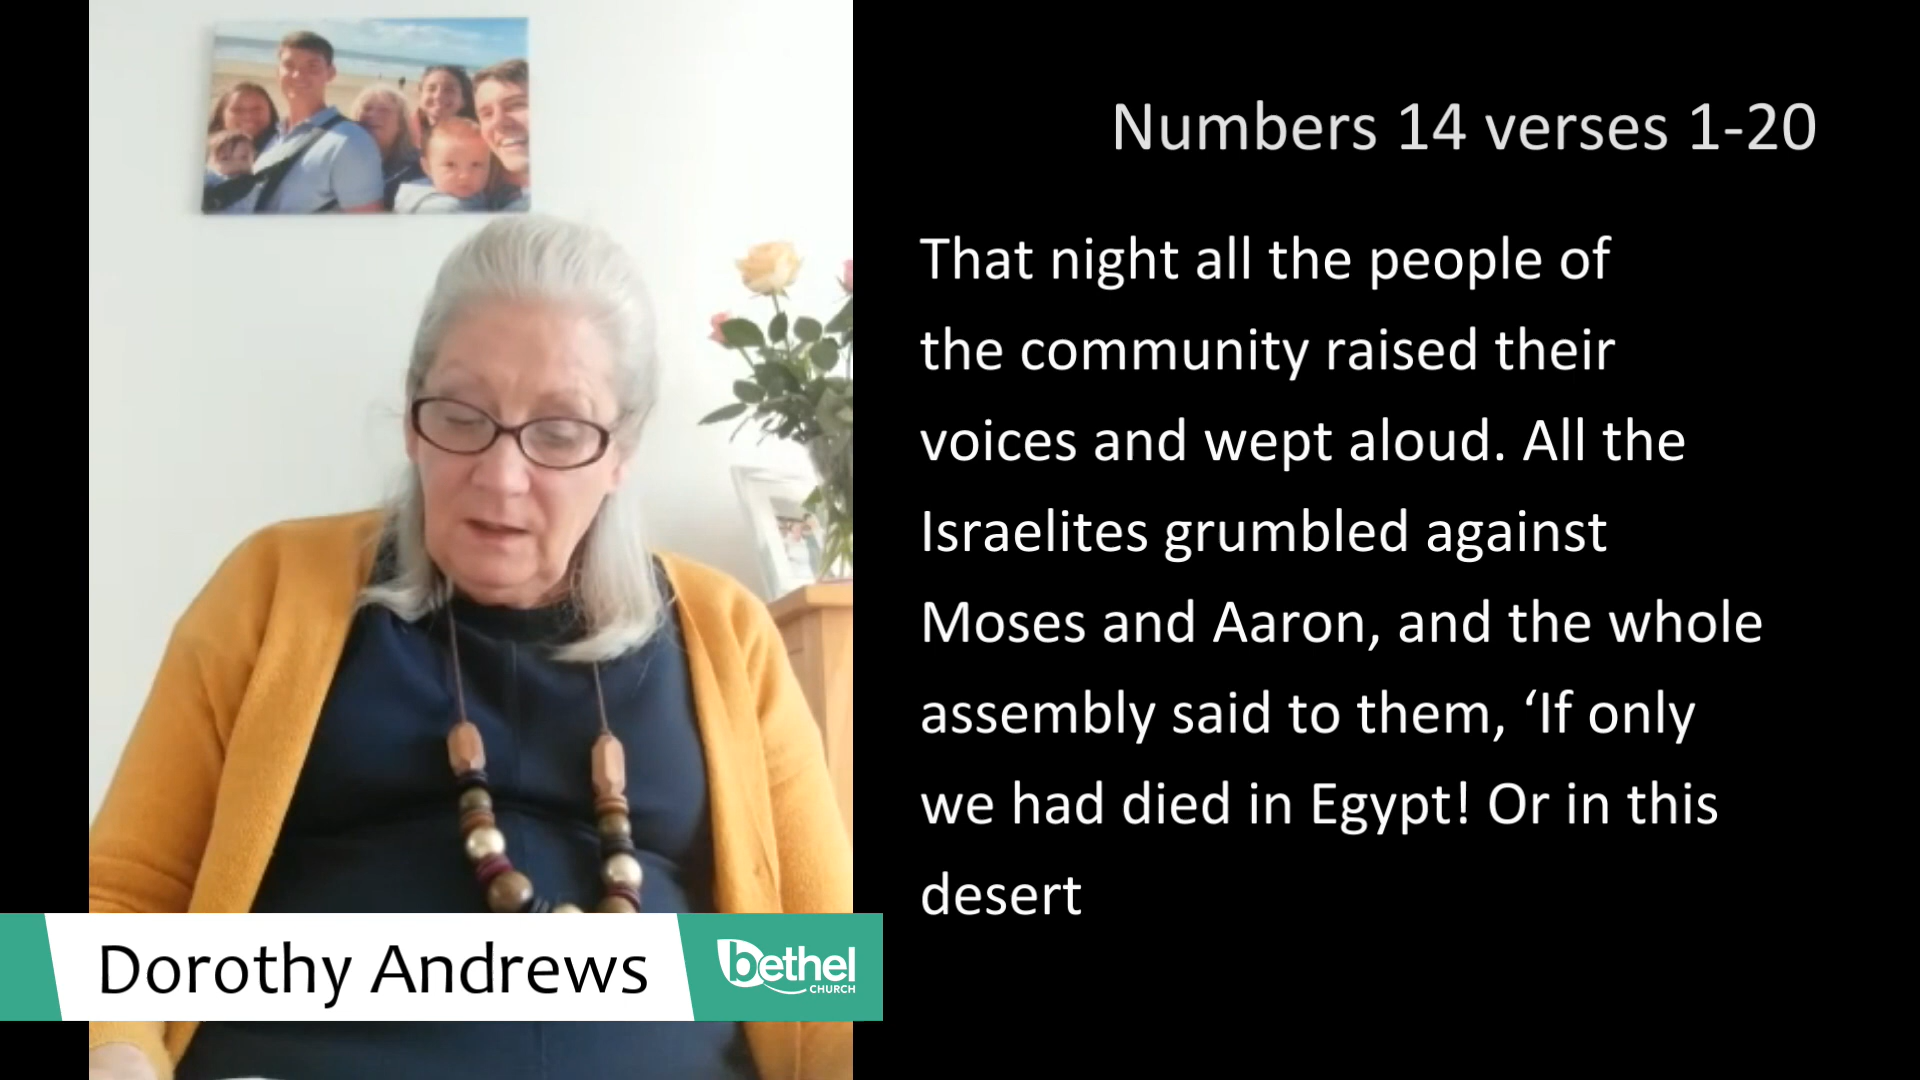 Numbers 14 verses 1-20
That night all the people of
the community raised their
voices and wept aloud. All the
Israelites grumbled against
Moses and Aaron, and the whole
assembly said to them, ‘If only
we had died in Egypt! Or in this
desert
Dorothy Andrews
bethel
CHURCH